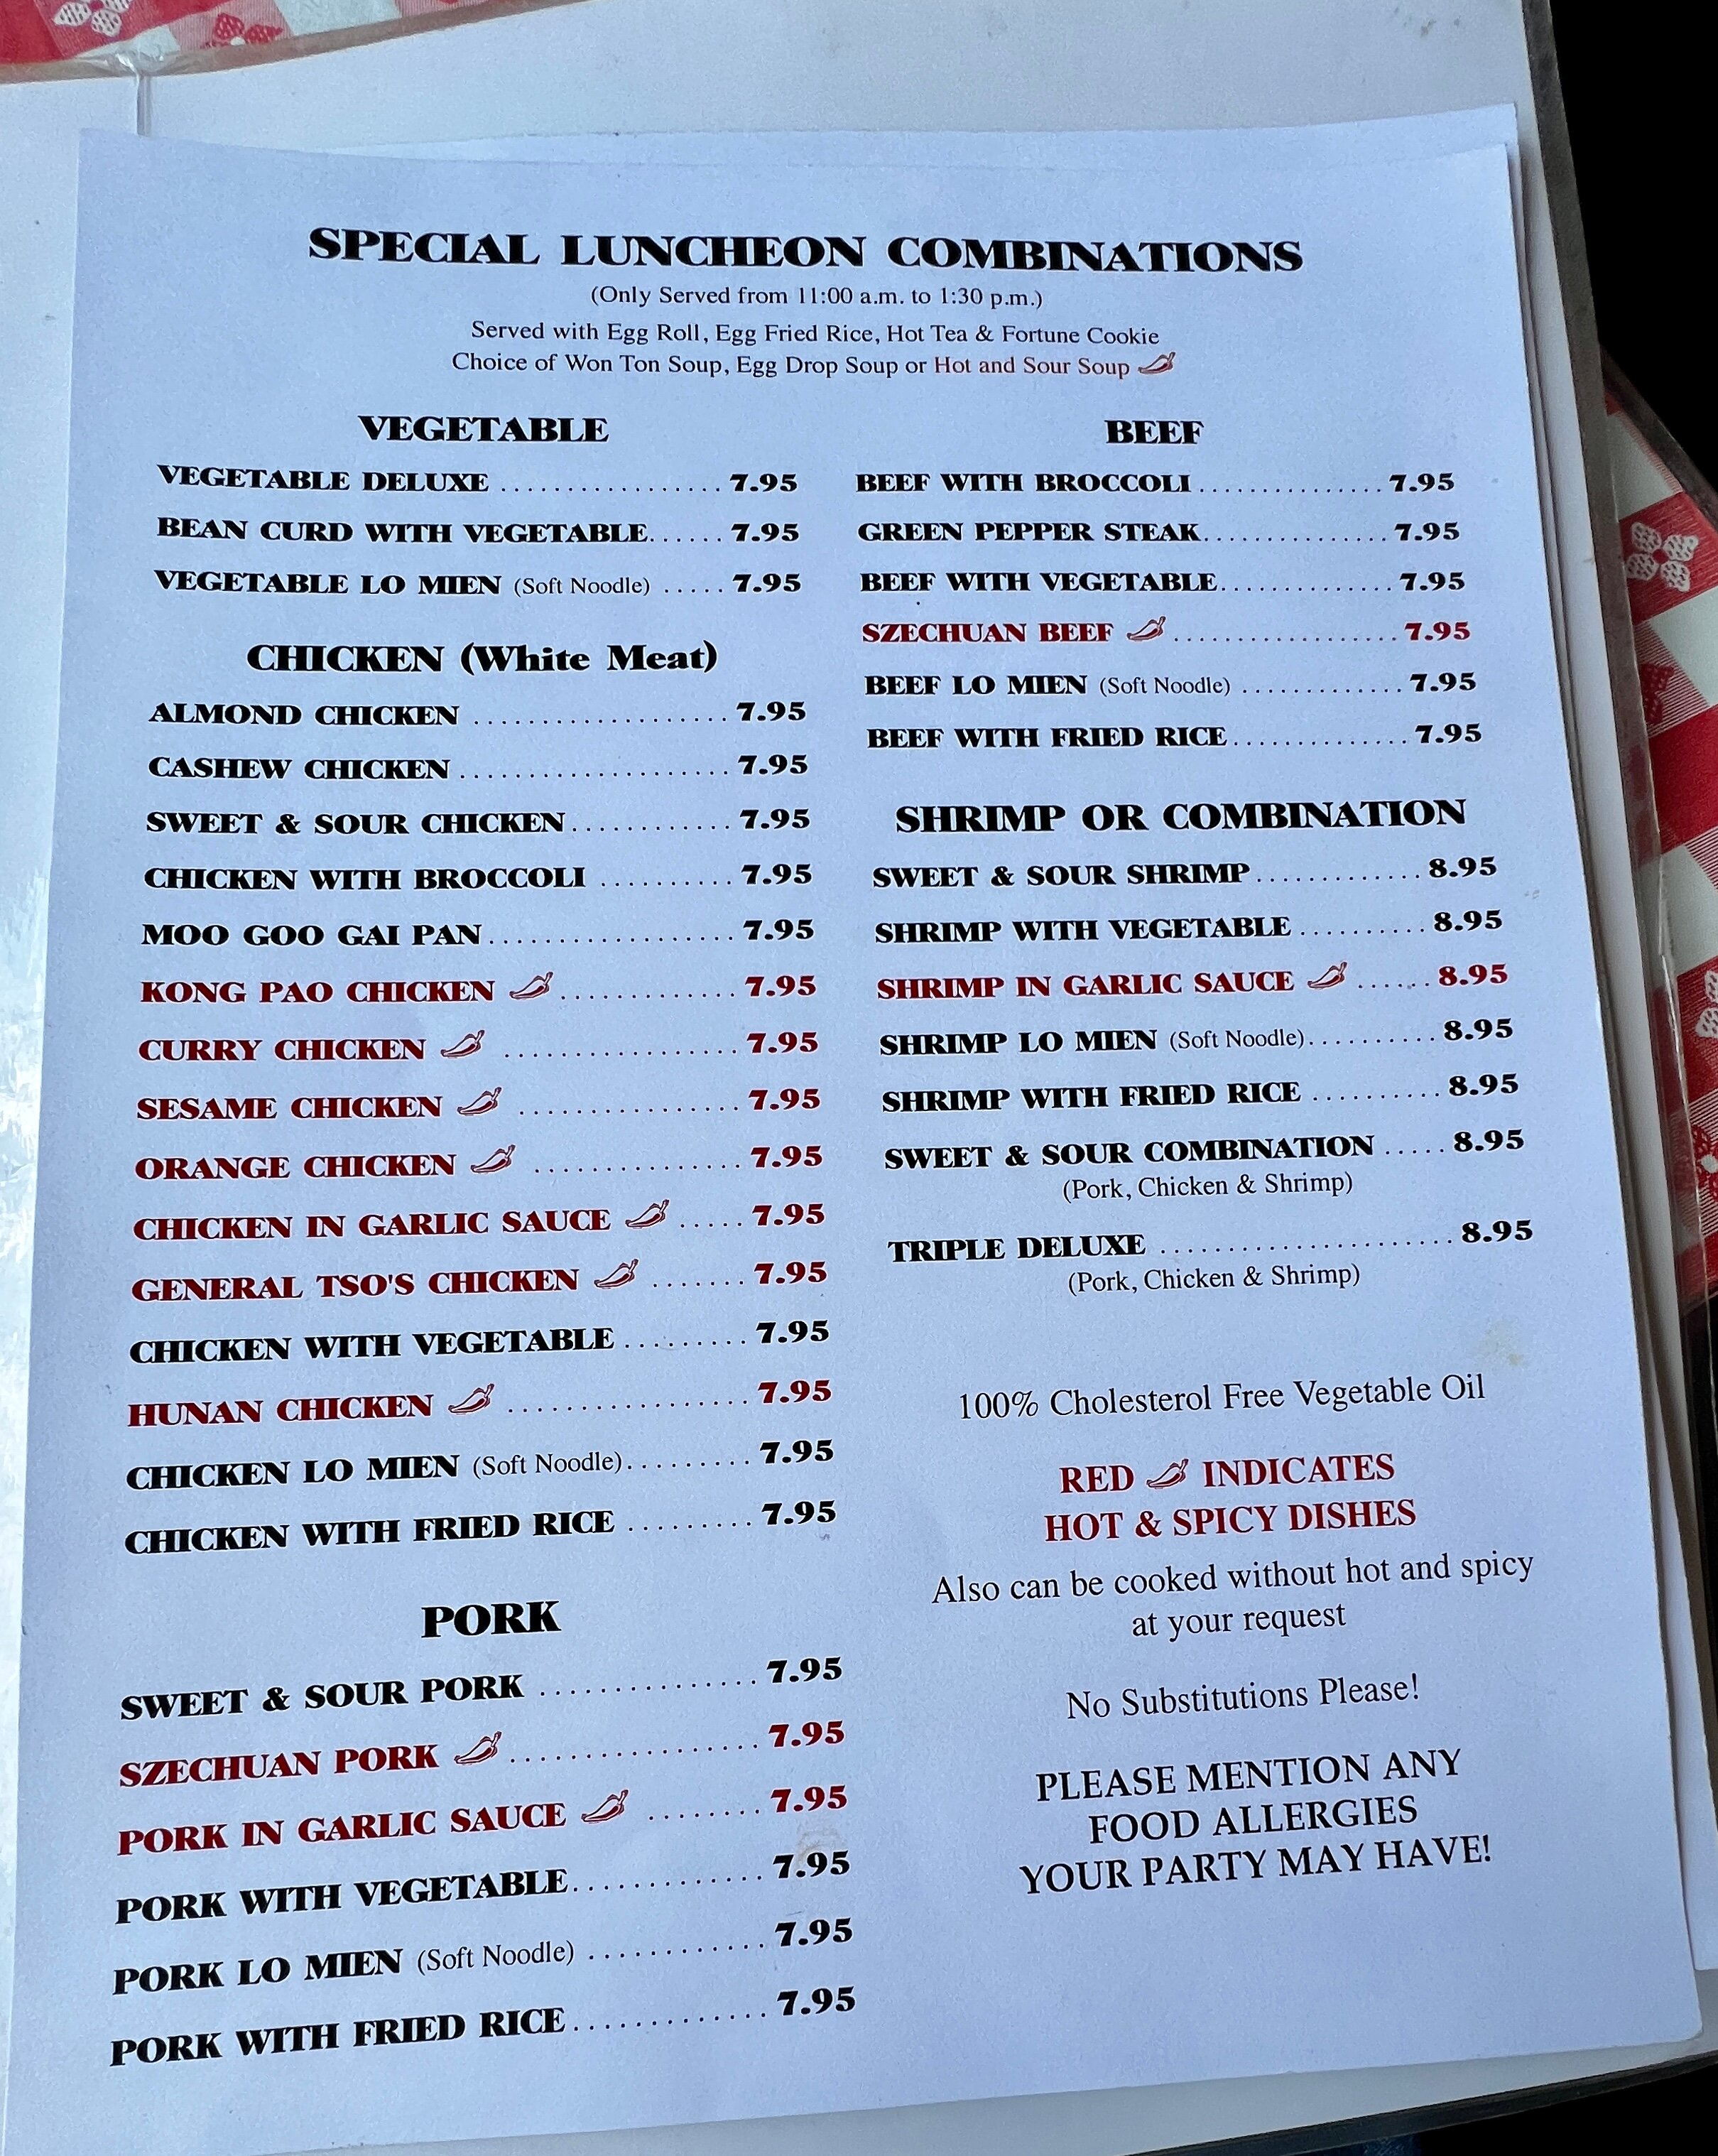 SPECIAL LUNCHEON COMBINATIONS
(Only Served from 11:00 a.m. to 1:30 p.m.)
Served with Egg Roll, Egg Fried Rice, Hot Tea & Fortune Cookie
Choice of Won Ton Soup, Egg Drop Soup or Hot and Sour Soup
VEGETABLE
VEGETABLE DELUXE ................. 7.95
BEAN CURD WITH VEGETABLE...... 7.95
VEGETABLE LO MIEN (Soft Noodle) ..... 7.95
CHICKEN (White Meat)
ALMOND CHICKEN ................... 7.95
CASHEW CHICKEN .................... 7.95
SWEET & SOUR CHICKEN............ 7.95
CHICKEN WITH BROCCOLI .......... 7.95
MOO GOO GAI PAN................... 7.95
KONG PAO CHICKEN ............. 7.95
CURRY CHICKEN ................. 7.95
SESAME CHICKEN ................ 7.95
ORANGE CHICKEN ............... 7.95
CHICKEN IN GARLIC SAUCE ..... 7.95
GENERAL TSO'S CHICKEN ....... 7.95
CHICKEN WITH VEGETABLE ......... 7.95
HUNAN CHICKEN ................. 7.95
CHICKEN LO MIEN (Soft Noodle)......... 7.95
CHICKEN WITH FRIED RICE ......... 7.95
PORK
SWEET & SOUR PORK ............... 7.95
SZECHUAN PORK ................. 7.95
PORK IN GARLIC SAUCE ........ 7.95
PORK WITH VEGETABLE............. 7.95
PORK LO MIEN (Soft Noodle) ............ 7.95
PORK WITH FRIED RICE............. 7.95
BEEF
BEEF WITH BROCCOLI.............. 7.95
GREEN PEPPER STEAK.............. 7.95
BEEF WITH VEGETABLE............. 7.95
SZECHUAN BEEF ................. 7.95
BEEF LO MIEN (Soft Noodle) ............ 7.95
BEEF WITH FRIED RICE............. 7.95
SHRIMP OR COMBINATION
SWEET & SOUR SHRIMP............ 8.95
SHRIMP WITH VEGETABLE.......... 8.95
SHRIMP IN GARLIC SAUCE ...... 8.95
SHRIMP LO MIEN (Soft Noodle).......... 8.95
SHRIMP WITH FRIED RICE .......... 8.95
SWEET & SOUR COMBINATION ..... 8.95
(Pork, Chicken & Shrimp)
TRIPLE DELUXE ...................... 8.95
(Pork, Chicken & Shrimp)
100% Cholesterol Free Vegetable Oil
RED INDICATES
HOT & SPICY DISHES
Also can be cooked without hot and spicy
at your request
No Substitutions Please!
PLEASE MENTION ANY
FOOD ALLERGIES
YOUR PARTY MAY HAVE!